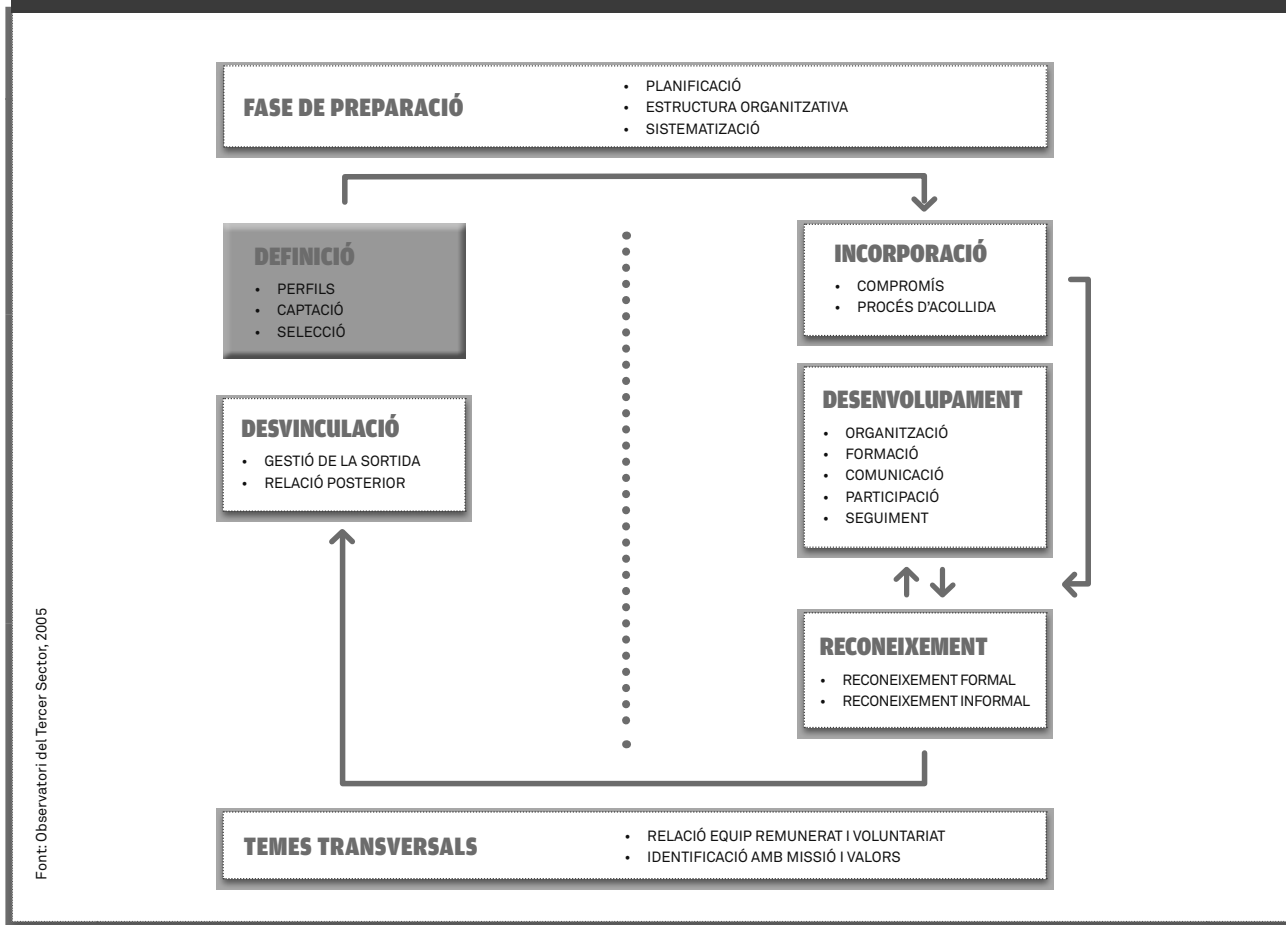 FASE DE PREPARACIÓ
• PLANIFICACIÓ
• ESTRUCTURA ORGANITZATIVA
• SISTEMATIZACIÓ
DEFINICIÓ
• PERFILS
• CAPTACIÓ
• SELECCIÓ
INCORPORACIÓ
• COMPROMÍS
• PROCÉS D'ACOLLIDA
DESENVOLUPAMENT
• ORGANITZACIÓ
• FORMACIÓ
• COMUNICACIÓ
• PARTICIPACIÓ
• SEGUIMENT
RECONEIXEMENT
• RECONEIXEMENT FORMAL
• RECONEIXEMENT INFORMAL
DESVINCULACIÓ
• GESTIÓ DE LA SORTIDA
• RELACIÓ POSTERIOR
TEMES TRANSVERSALS
• RELACIÓ EQUIP REMUNERAT I VOLUNTARIAT
• IDENTIFICACIÓ AMB MISSIÓ I VALORS
Font: Observatori del Tercer Sector, 2005